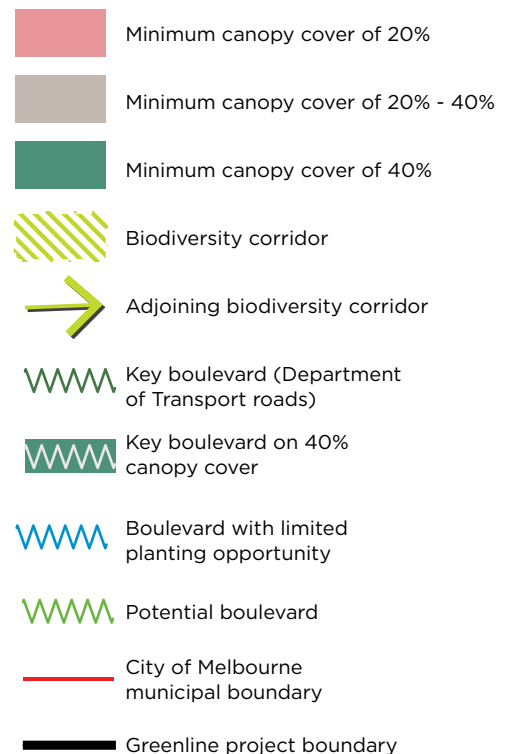 Minimum canopy cover of 20%
Minimum canopy cover of 20% - 40%
Minimum canopy cover of 40%
Biodiversity corridor
Adjoining biodiversity corridor
Key boulevard (Department
of Transport roads)
Key boulevard on 40%
canopy cover
Boulevard with limited
planting opportunity
Potential boulevard
City of Melbourne
municipal boundary
Greenline project boundary